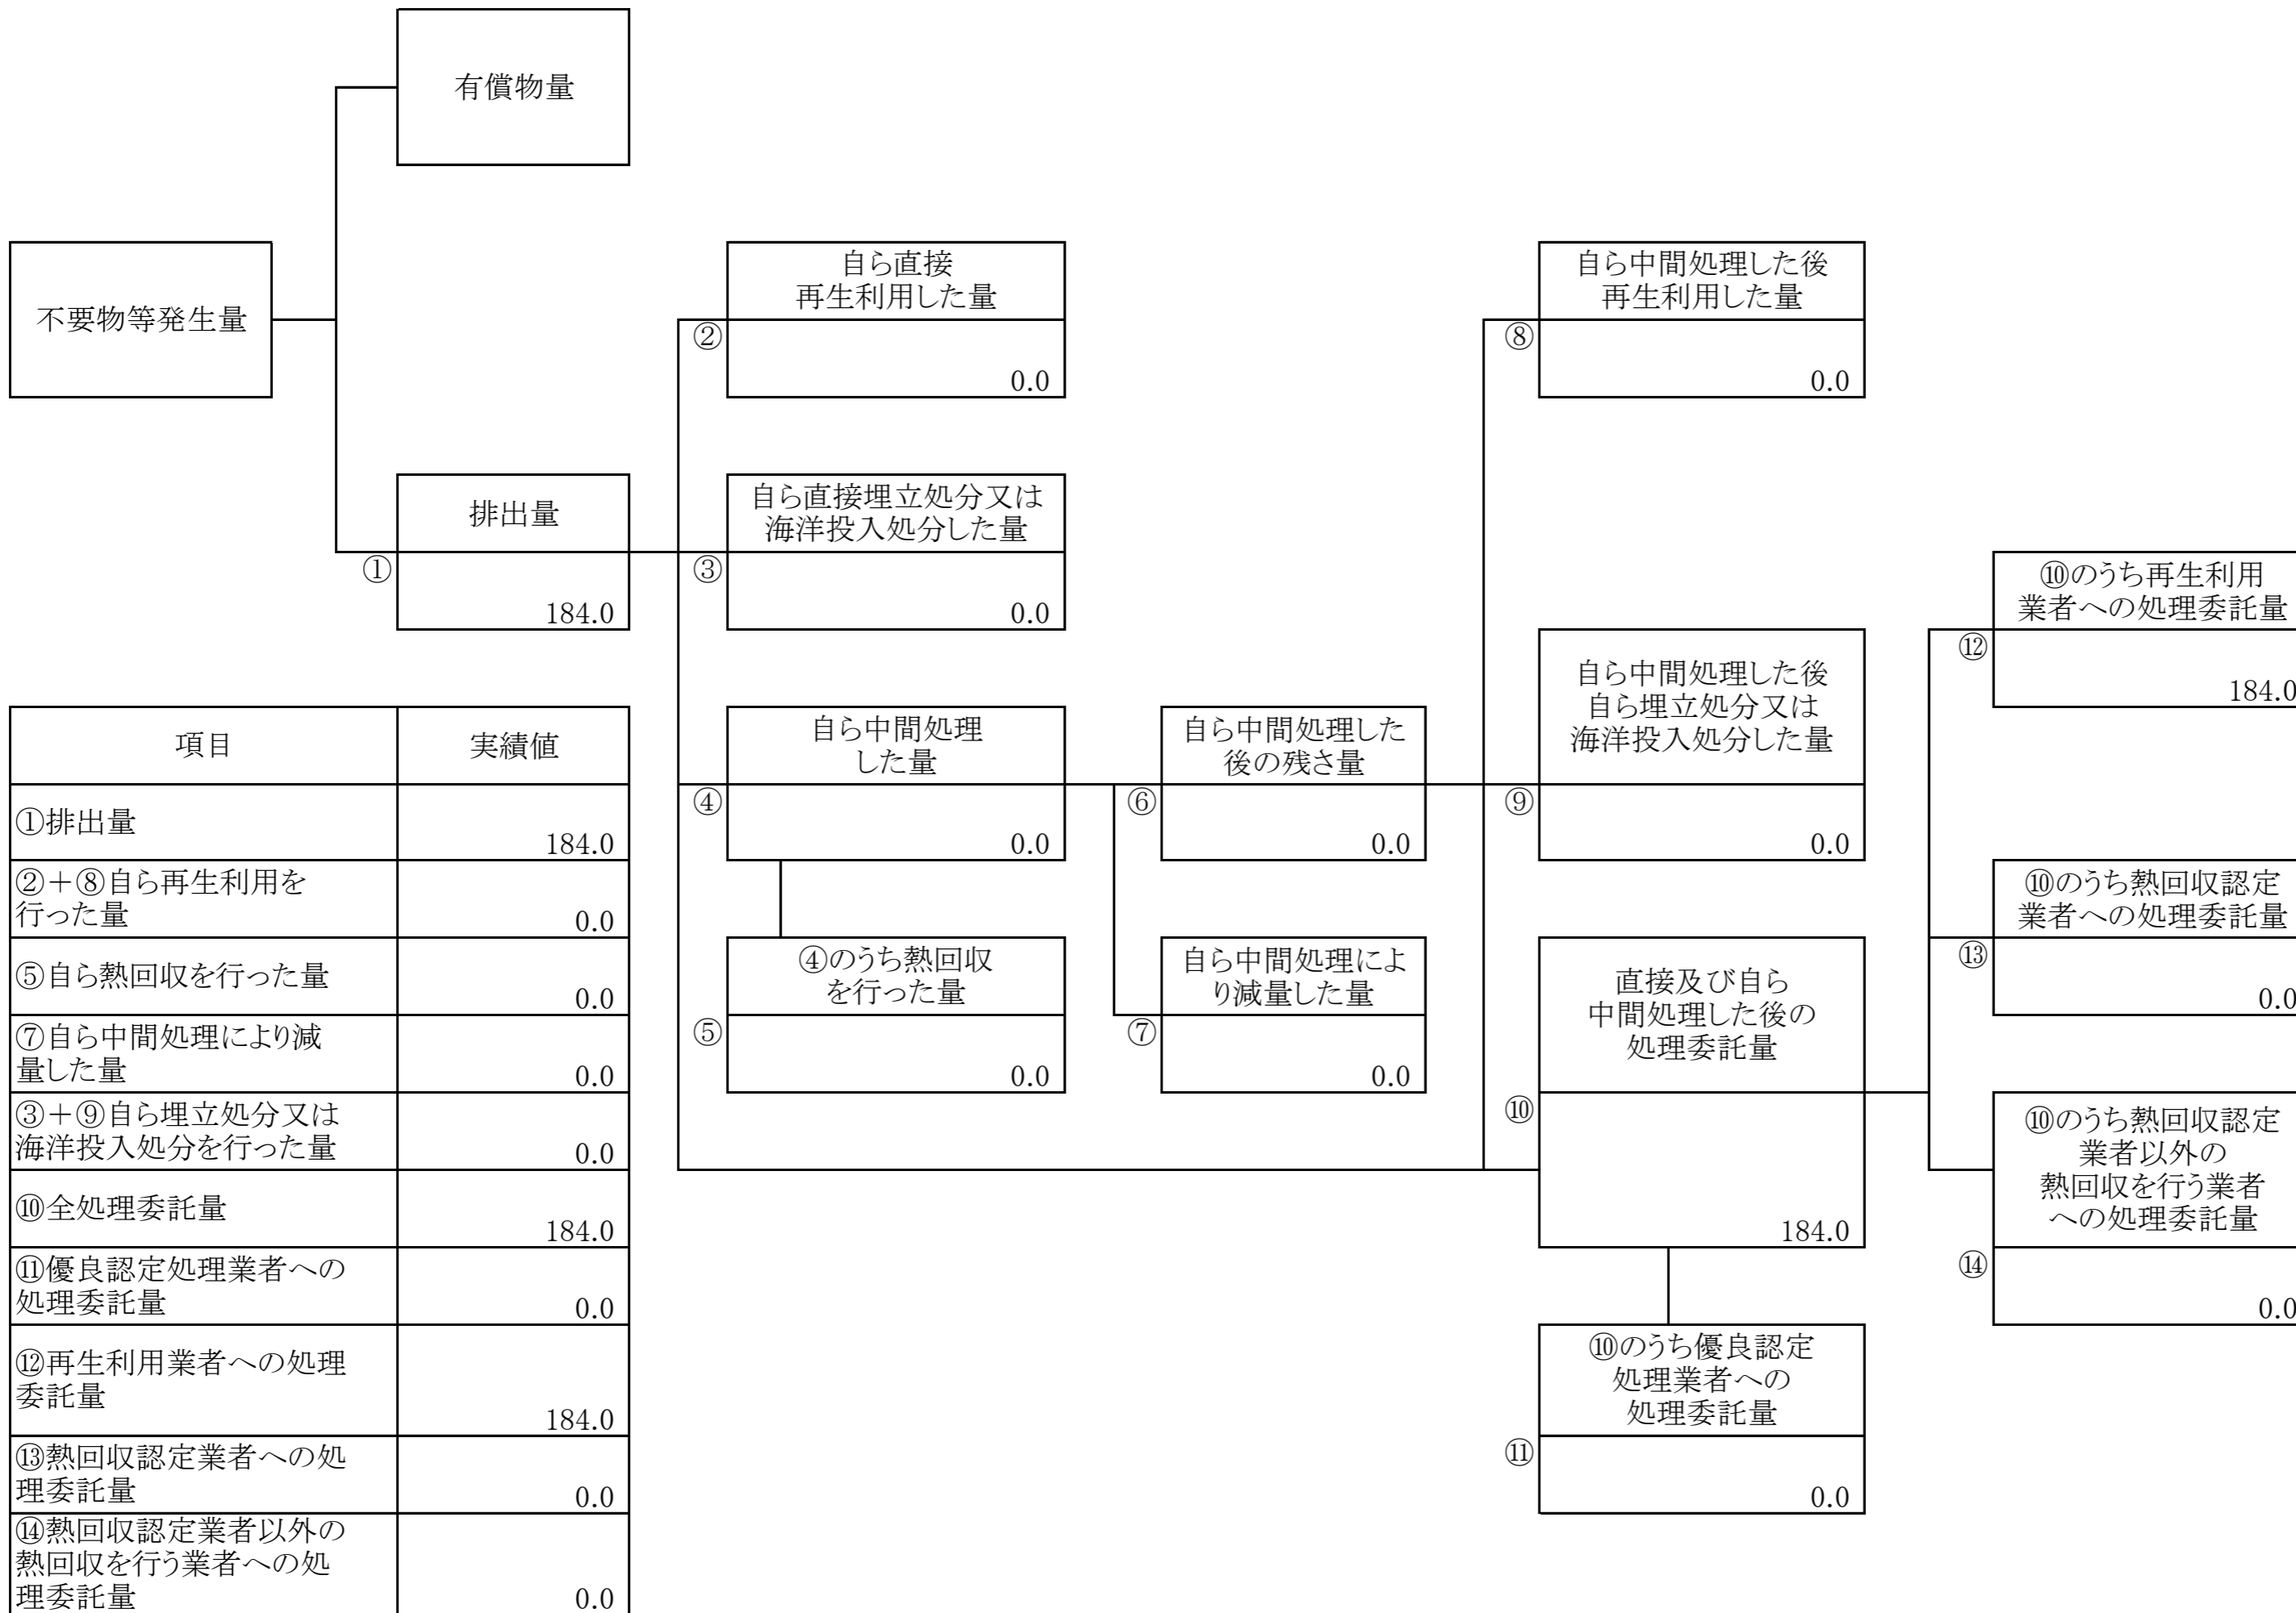 有償物量
不要物等発生量
自ら直接
再生利用した量
②
0.0
自ら中間処理した後
再生利用した量
⑧
0.0
排出量
①
184.0
自ら直接埋立処分又は
海洋投入処分した量
③
0.0
⑩のうち再生利用
業者への処理委託量
⑫
184.0
自ら中間処理した後
自ら埋立処分又は
海洋投入処分した量
⑨
0.0
自ら中間処理
した量
④
0.0
自ら中間処理した
後の残さ量
⑥
0.0
⑩のうち熱回収認定
業者への処理委託量
⑬
0.0
④のうち熱回収
を行った量
⑤
0.0
自ら中間処理によ
り減量した量
⑦
0.0
直接及び自ら
中間処理した後の
処理委託量
⑩
184.0
⑩のうち熱回収認定
業者以外の
熱回収を行う業者
への処理委託量
⑭
0.0
⑩のうち優良認定
処理業者への
処理委託量
⑪
0.0
項目 実績値
①排出量
184.0
②＋⑧自ら再生利用を
行った量
0.0
⑤自ら熱回収を行った量
0.0
⑦自ら中間処理により減
量した量
0.0
③＋⑨自ら埋立処分又は
海洋投入処分を行った量
0.0
⑩全処理委託量
184.0
⑪優良認定処理業者への
処理委託量
0.0
⑫再生利用業者への処理
委託量
184.0
⑬熱回収認定業者への処
理委託量
0.0
⑭熱回収認定業者以外の
熱回収を行う業者への処
理委託量
0.0